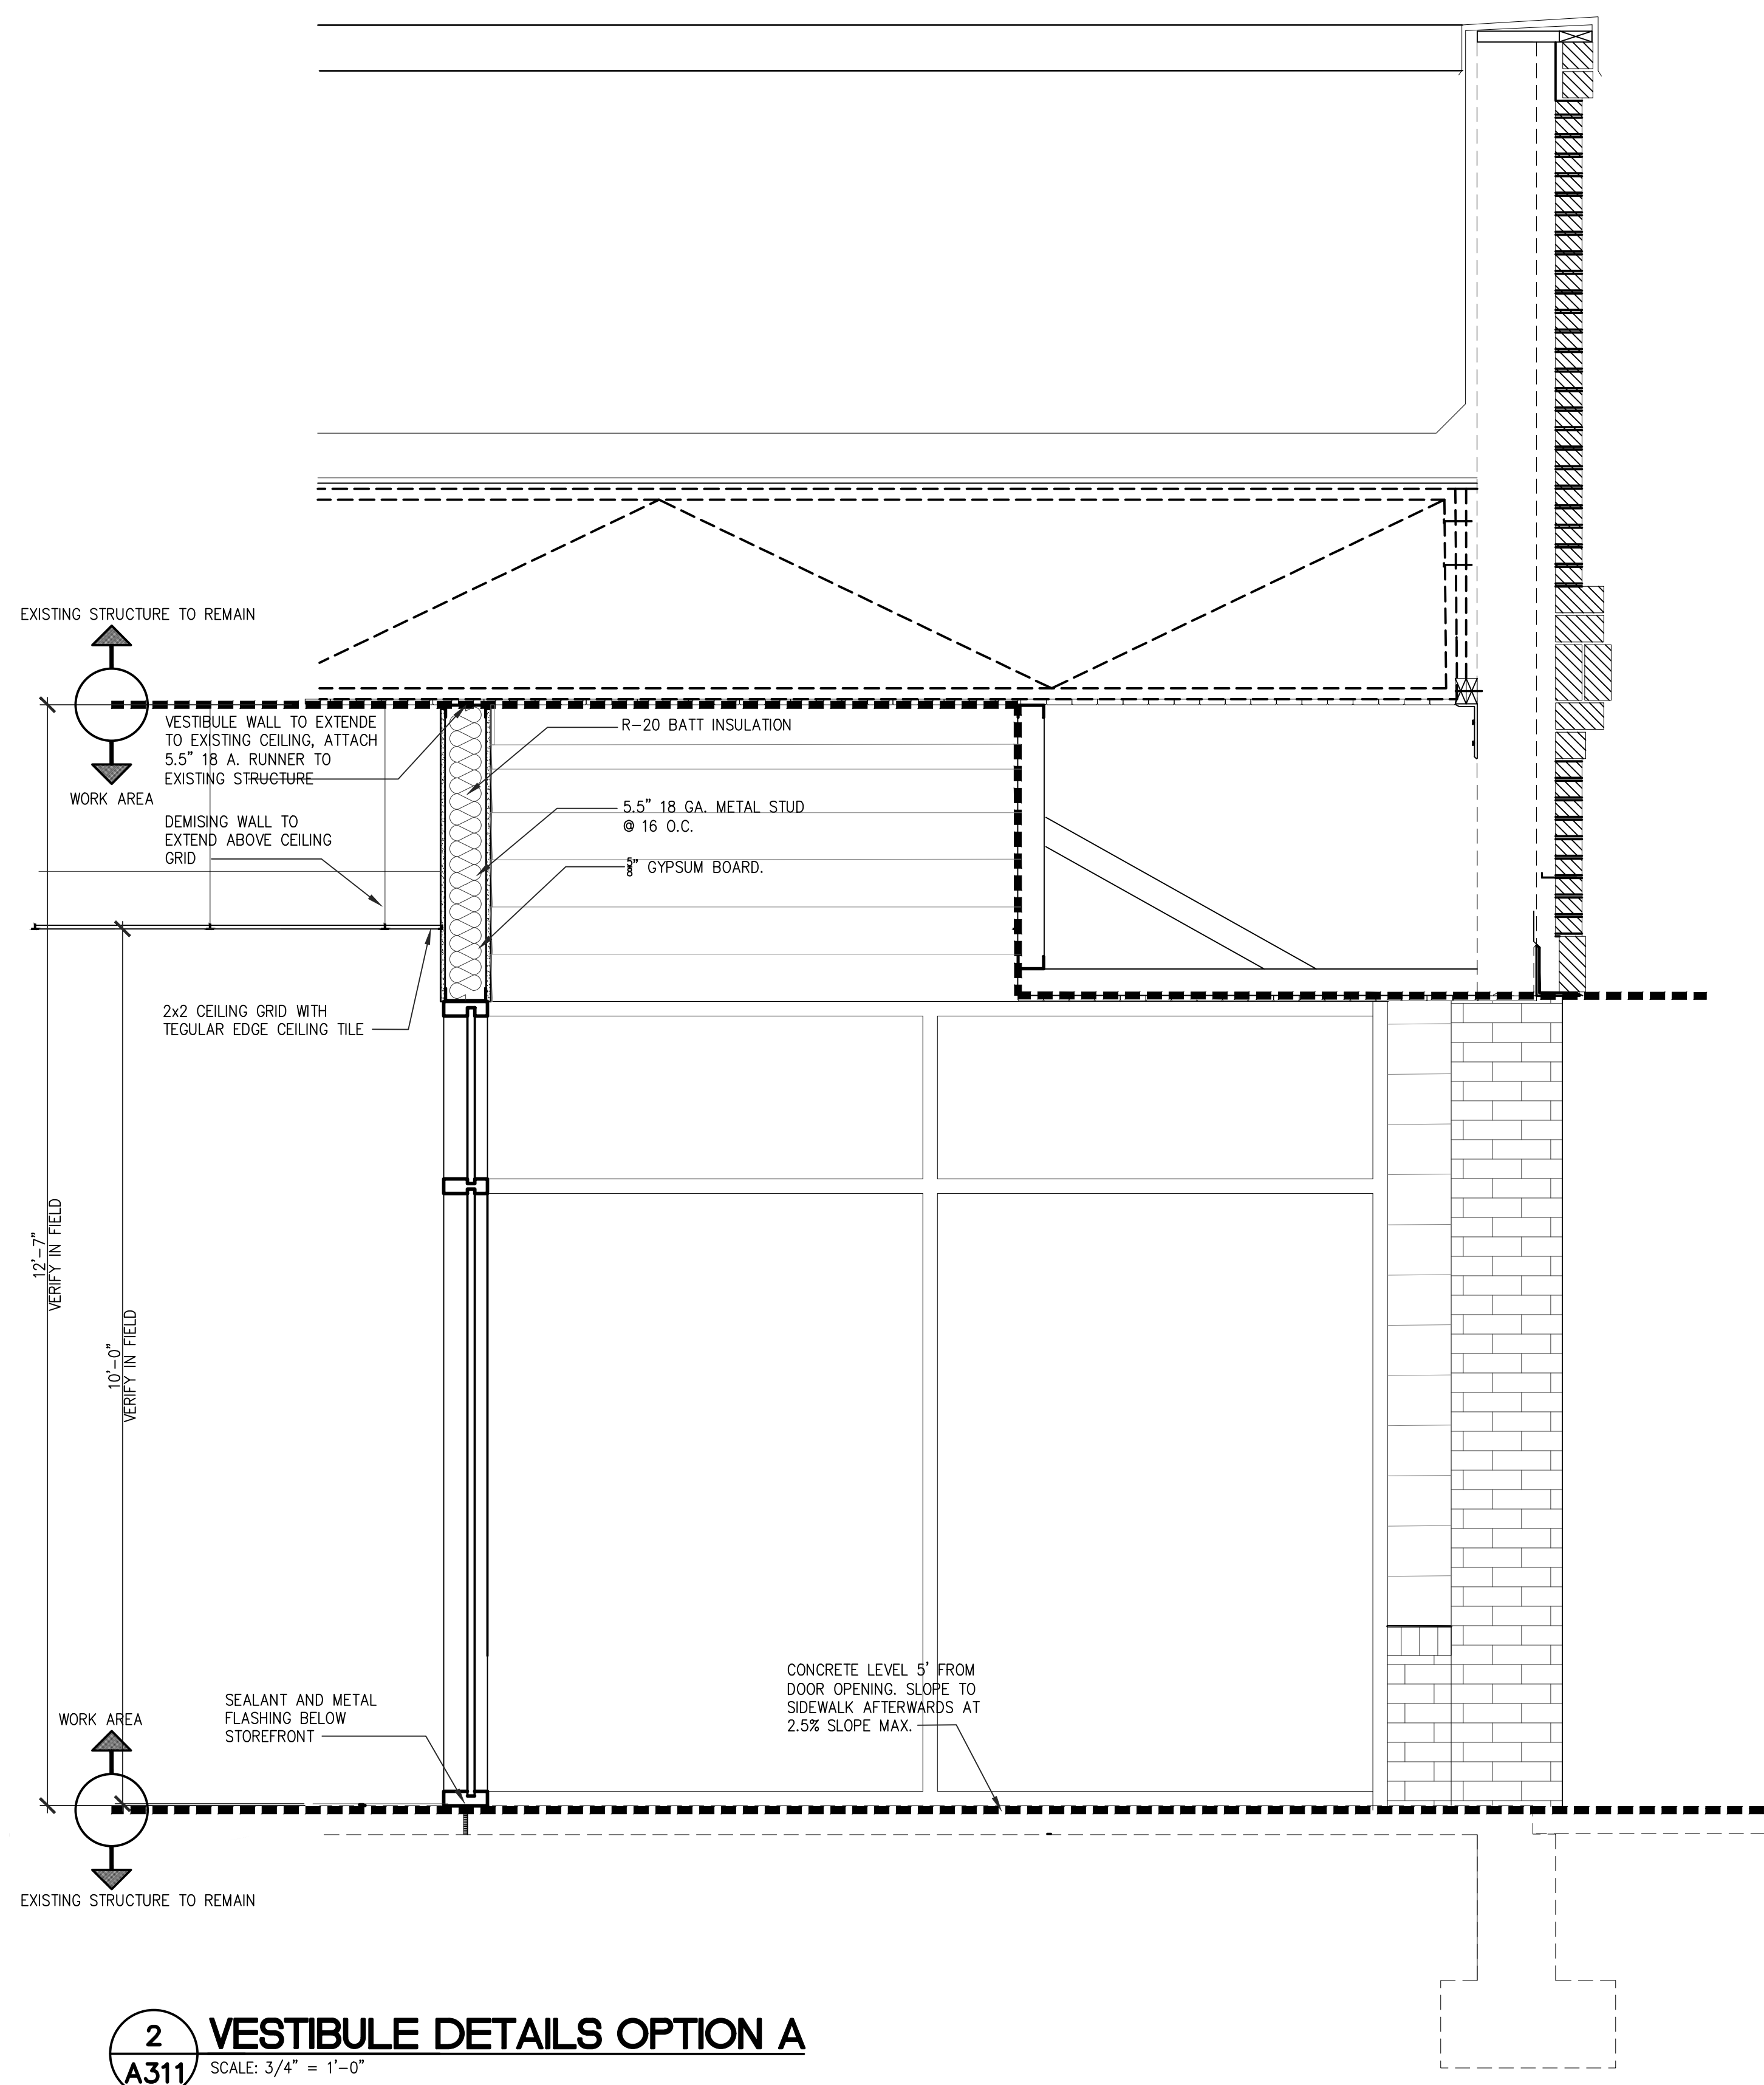 EXISTING STRUCTURE TO REMAIN
WORK AREA
VESTIBULE WALL TO EXTENDE
TO EXISTING CEILING, ATTACH
5.5" 18 A. RUNNER TO
EXISTING STRUCTURE
DEMISING WALL TO
EXTEND ABOVE CEILING
GRID
R-20 BATT INSULATION
5.5" 18 GA. METAL STUD
@ 16 O.C.
5/8" GYPSUM BOARD.
2x2 CEILING GRID WITH
TEGULAR EDGE CEILING TILE
12'-7"
VERIFY IN FIELD
10'-0"
VERIFY IN FIELD
CONCRETE LEVEL 5' FROM
DOOR OPENING. SLOPE TO
SIDEWALK AFTERWARDS AT
2.5% SLOPE MAX.
SEALANT AND METAL
FLASHING BELOW
STOREFRONT
WORK AREA
EXISTING STRUCTURE TO REMAIN
2
A311
VESTIBULE DETAILS OPTION A
SCALE: 3/4" = 1'-0"